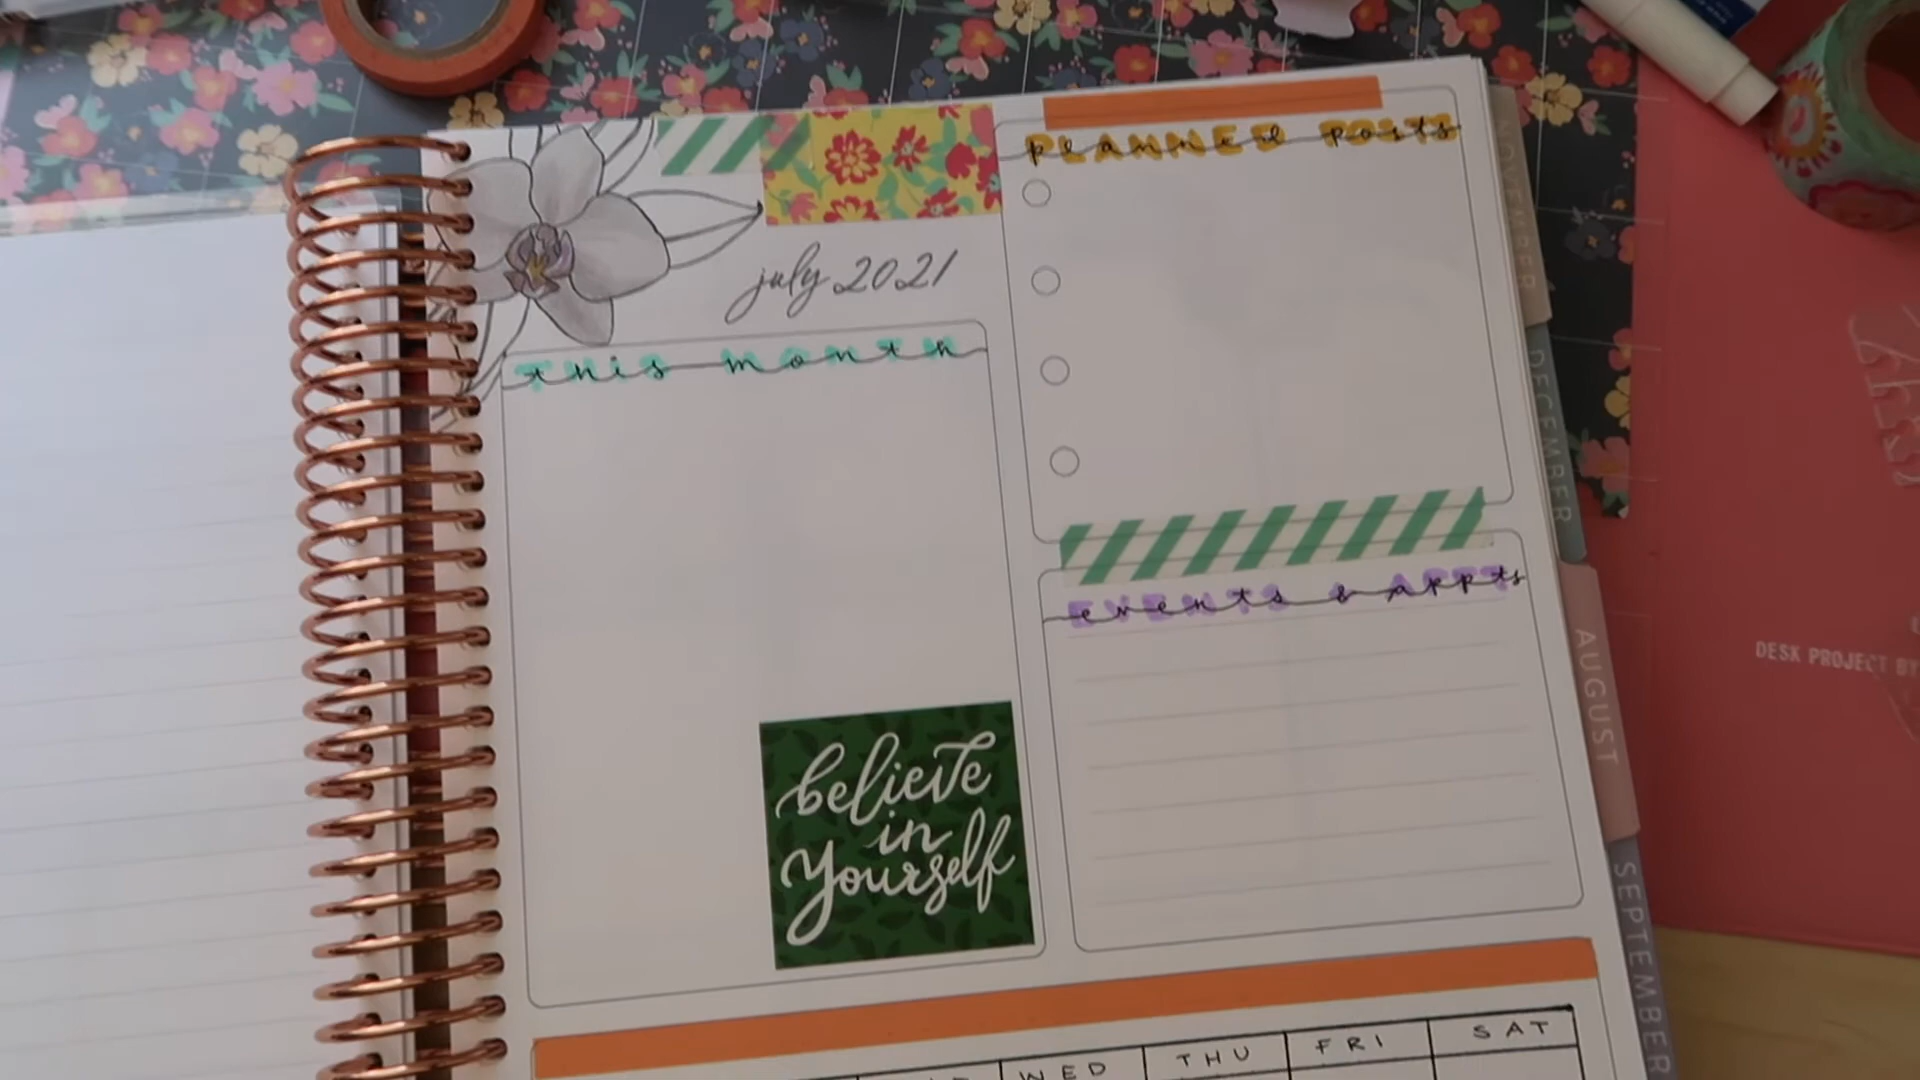 july 2021
this month
believe
in
yourself
planned posts
events & appts
WED THU FRI SAT
NOVEMBER
DECEMBER
AUGUST
SEPTEMBER
DESK PROJECT BY